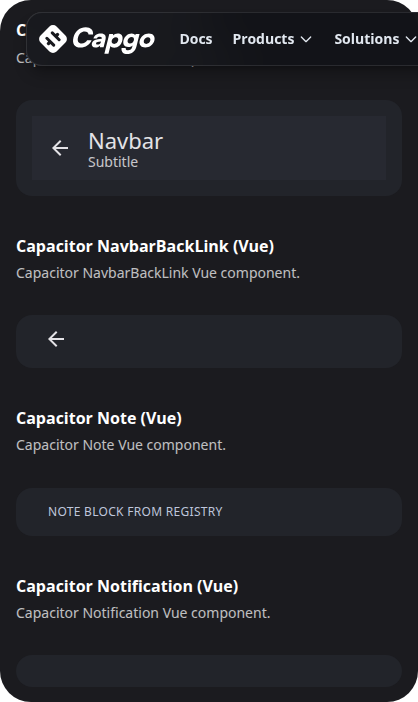 Capgo
Docs
Products
Solutions
Navbar
Subtitle
Capacitor NavbarBackLink (Vue)
Capacitor NavbarBackLink Vue component.
Capacitor Note (Vue)
Capacitor Note Vue component.
NOTE BLOCK FROM REGISTRY
Capacitor Notification (Vue)
Capacitor Notification Vue component.